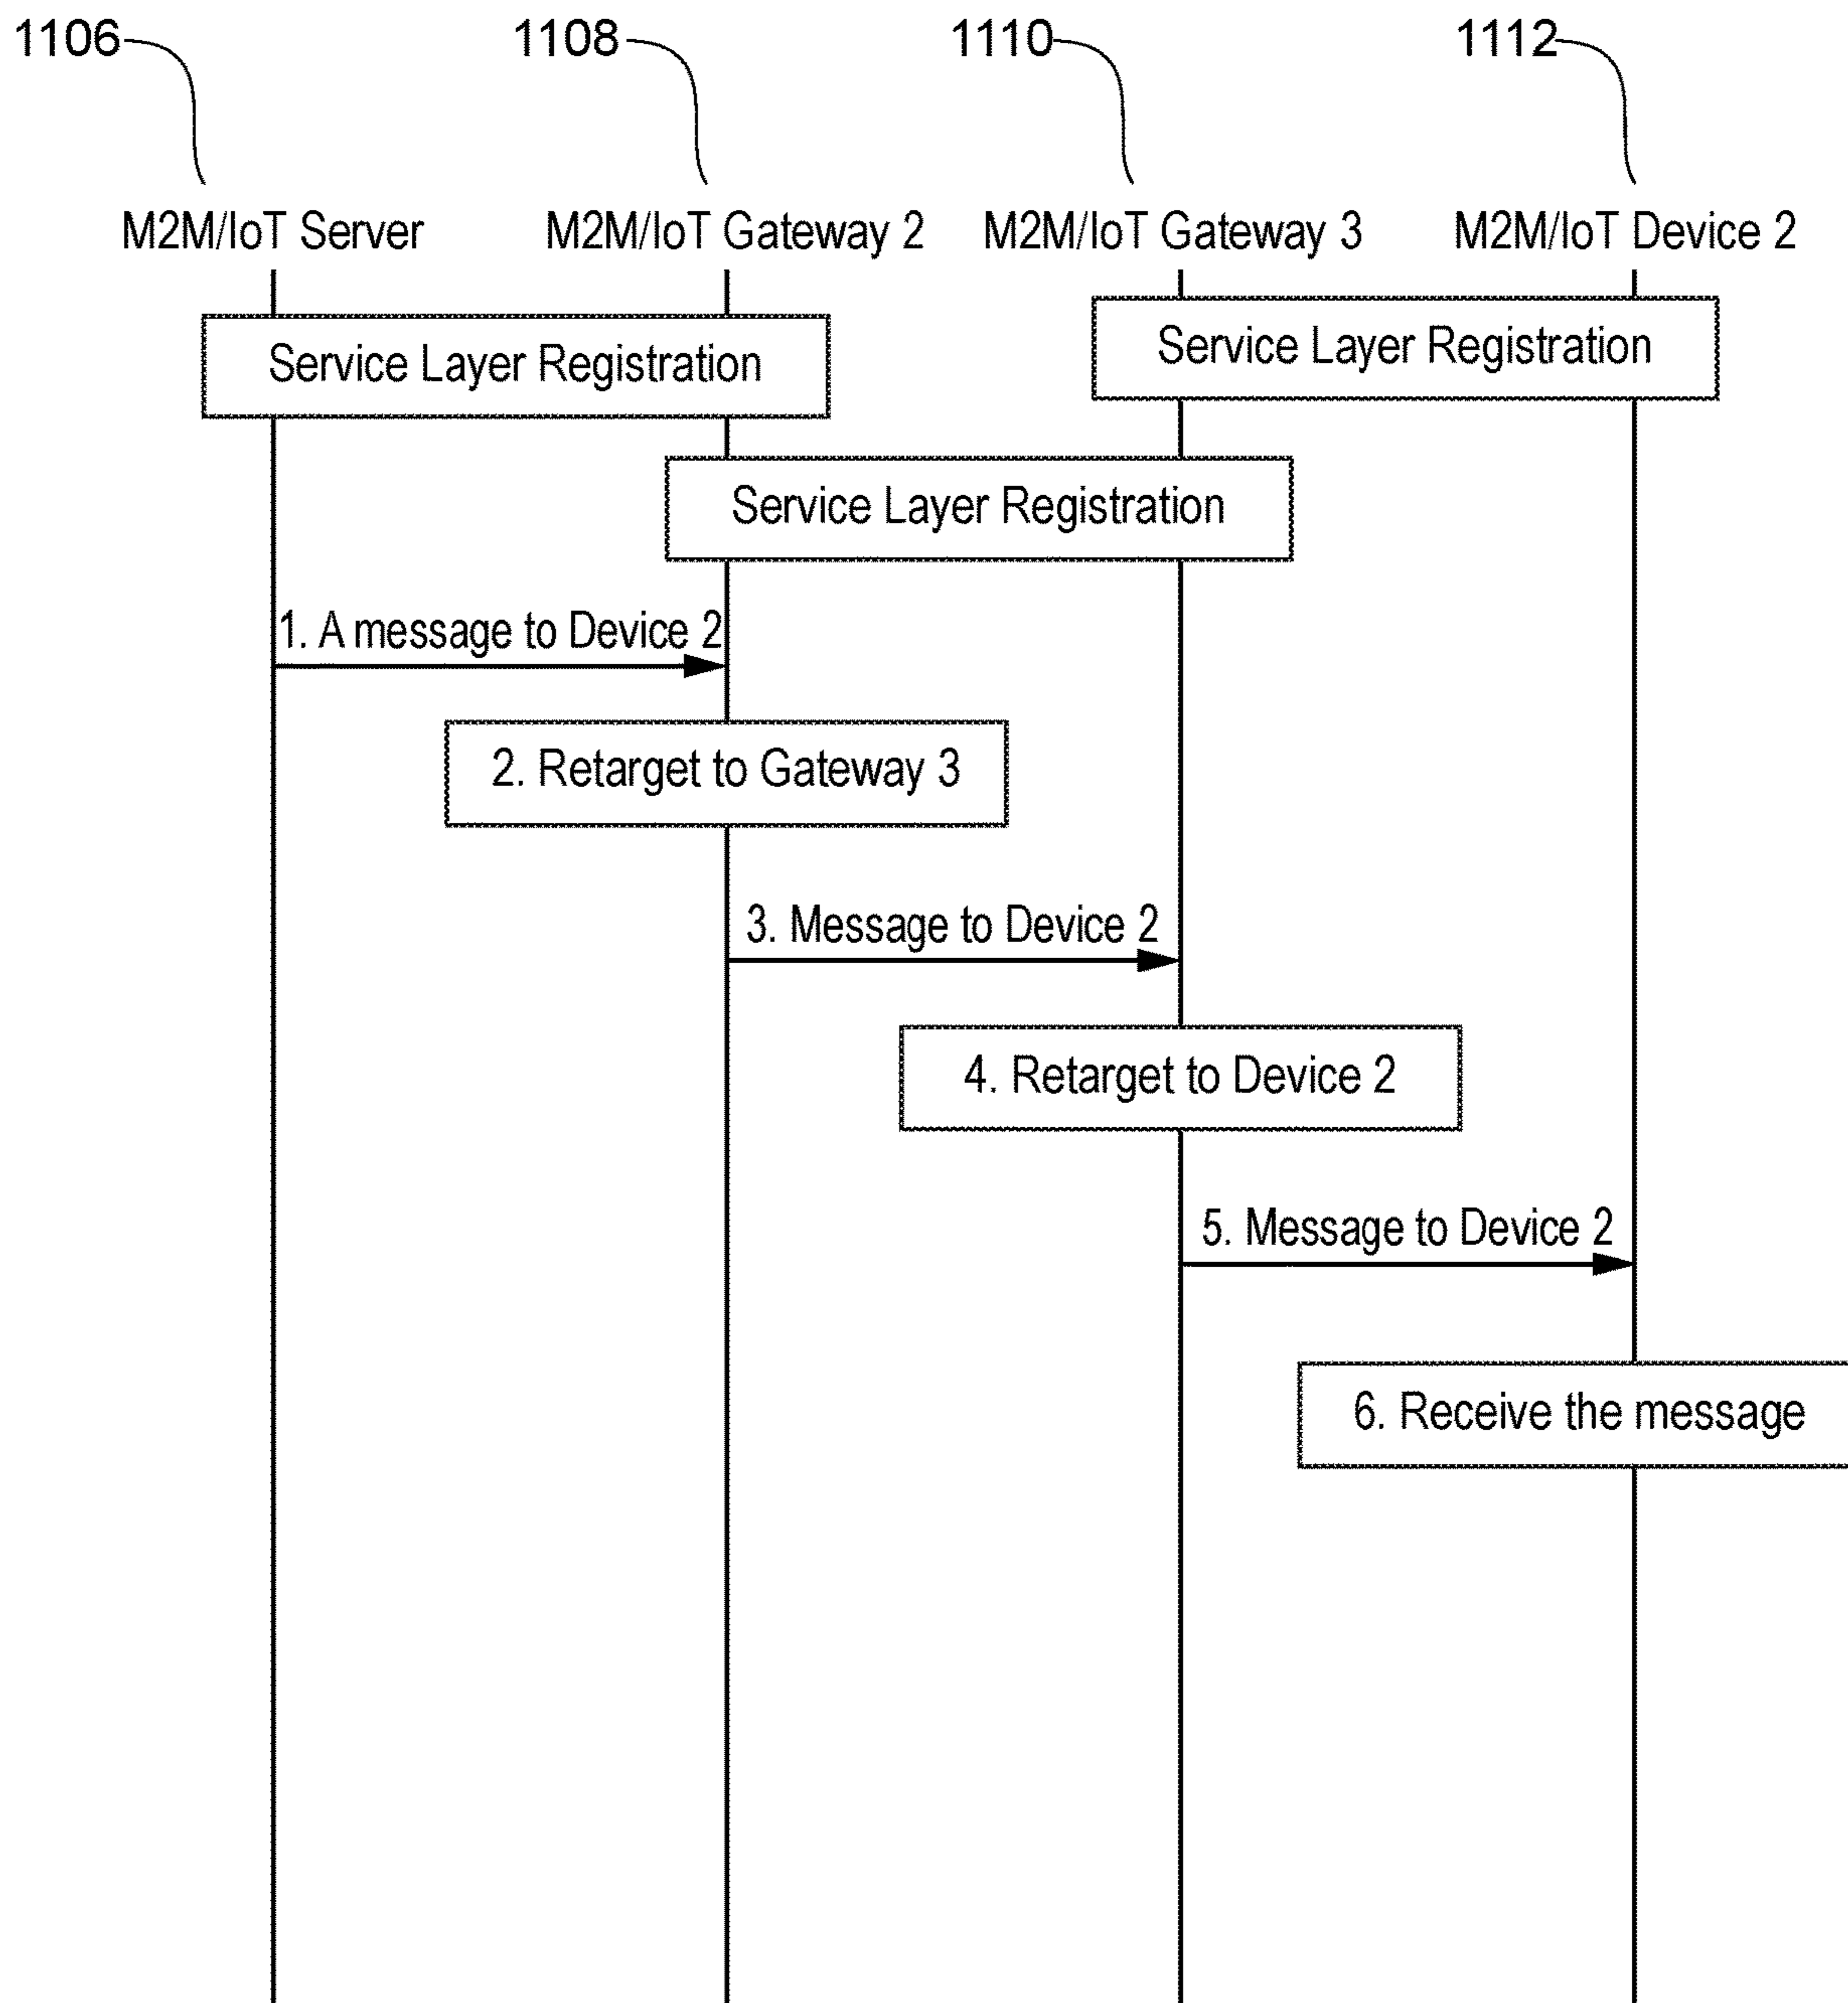 1106
1108
1110
1112
M2M/IoT Server
M2M/IoT Gateway 2
M2M/IoT Gateway 3
M2M/IoT Device 2
Service Layer Registration
Service Layer Registration
Service Layer Registration
1. A message to Device 2
2. Retarget to Gateway 3
3. Message to Device 2
4. Retarget to Device 2
5. Message to Device 2
6. Receive the message